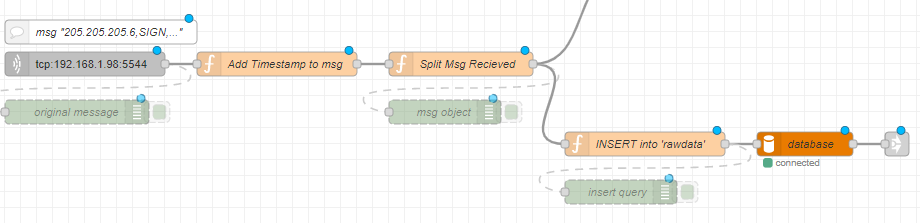 msg "205.205.205.6,SIGN,..."
tcp:192.168.1.98:5544
Add Timestamp to msg
Split Msg Recieved
original message
msg object
INSERT into 'rawdata'
database
connected
insert query